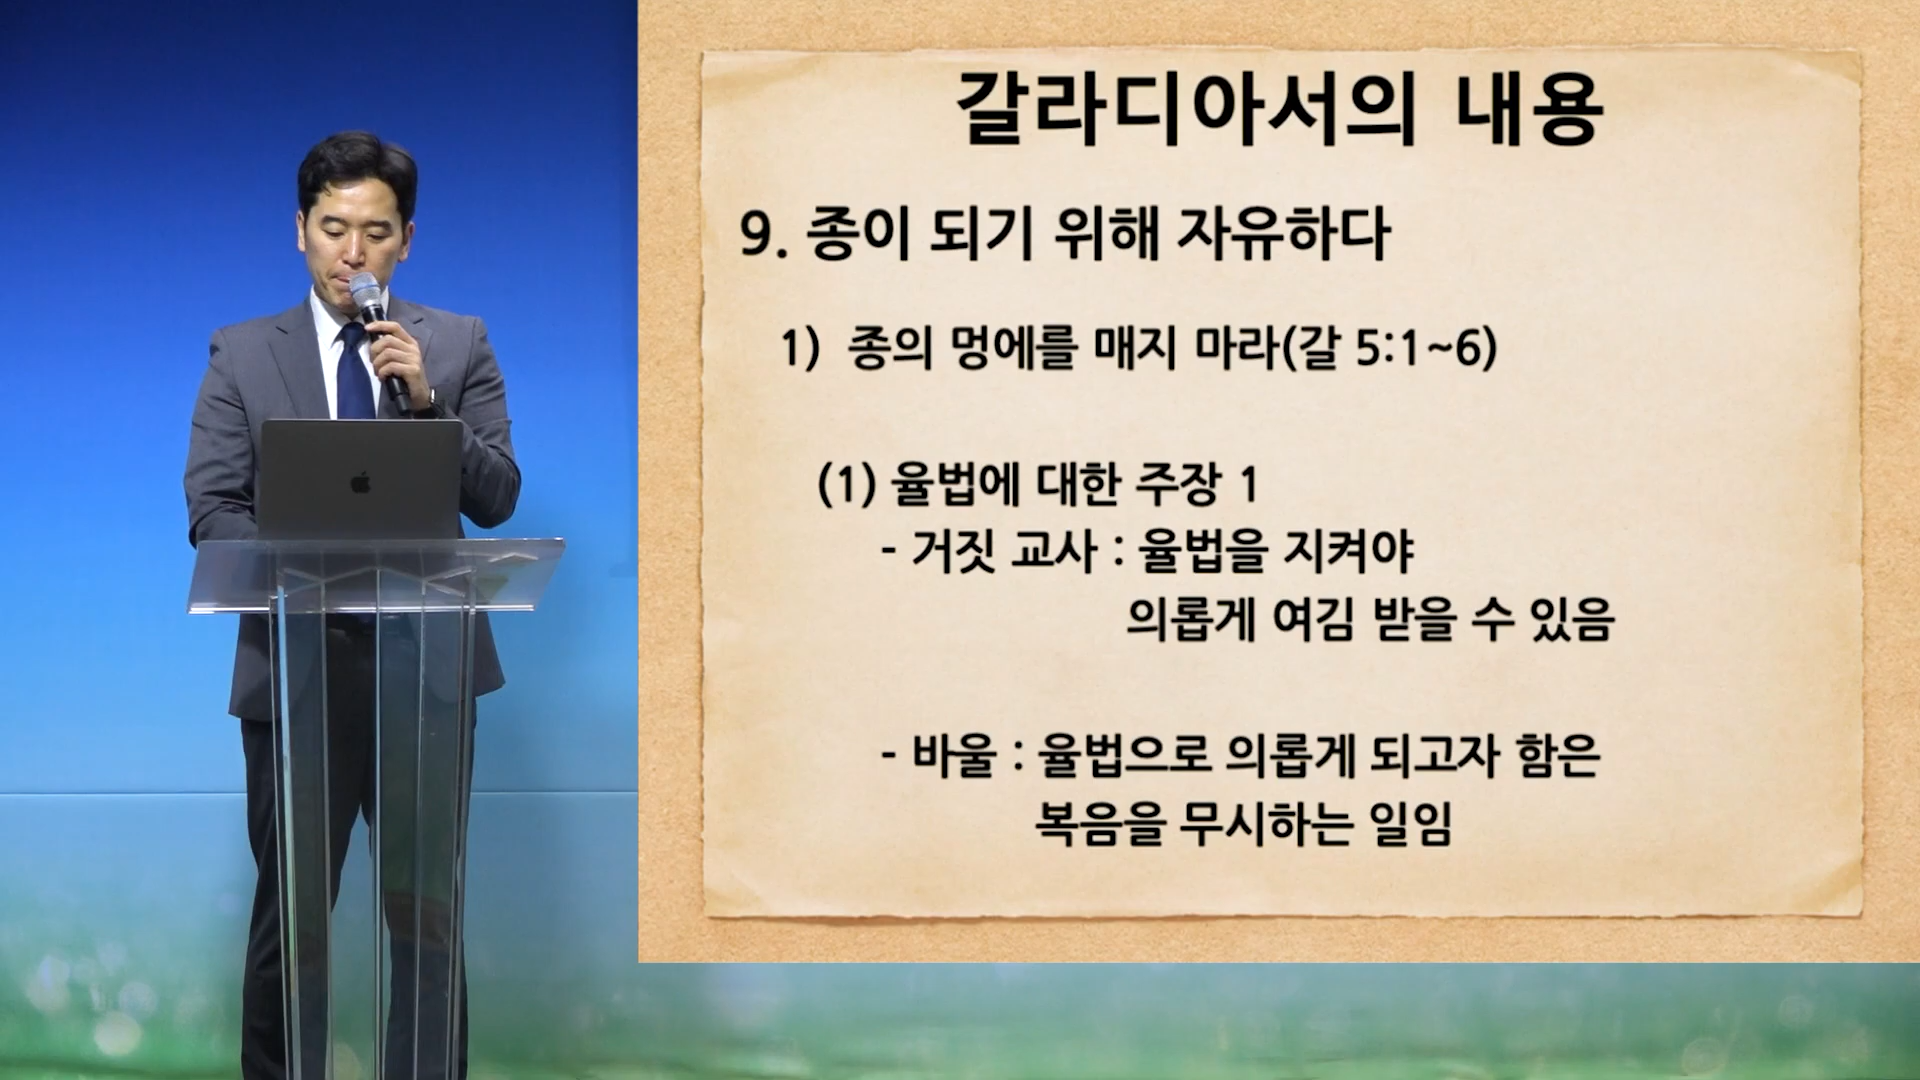 갈라디아서의 내용
9. 종이 되기 위해 자유하다
1) 종의 멍에를 매지 마라(갈 5:1~6)
(1) 율법에 대한 주장 1
- 거짓 교사 : 율법을 지켜야
의롭게 여김 받을 수 있음
- 바울 : 율법으로 의롭게 되고자 함은
복음을 무시하는 일임